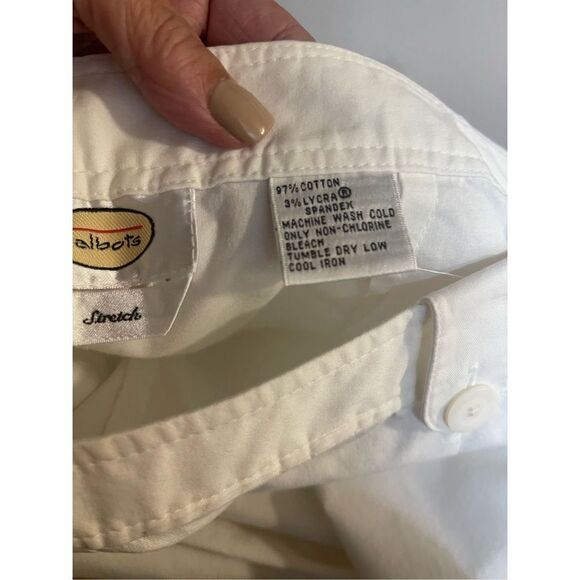 97% COTTON
3% LYCRA®
SPANDEX
MACHINE WASH COLD
ONLY NON-CHLORINE
BLEACH
TUMBLE DRY LOW
COOL IRON
albots
Stretch